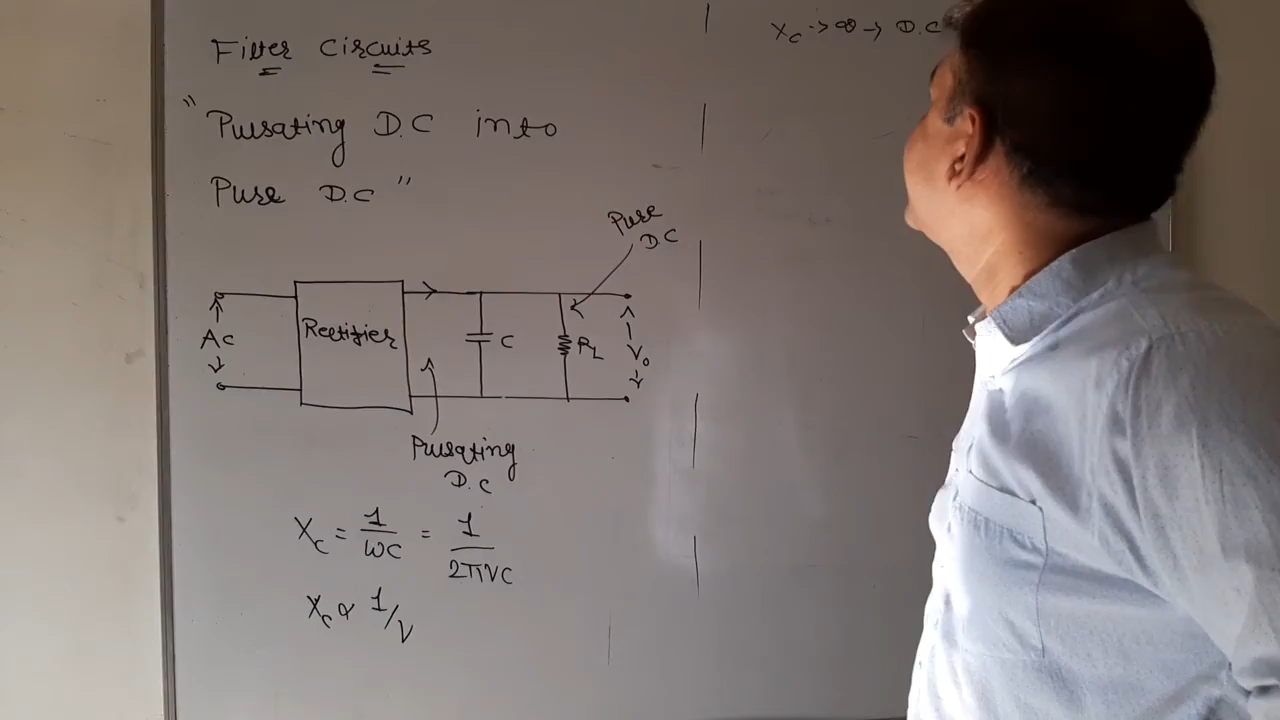 Filter Circuits
"Pulsating D.C into
Pure D.C"
Pure
D.C
AC
Rectifier
C
RL
V₀
Pulsating
D.C
Xc = 1/ωC = 1/2πνC
Xc ∝ 1/ν
Xc → ∞ → D.C